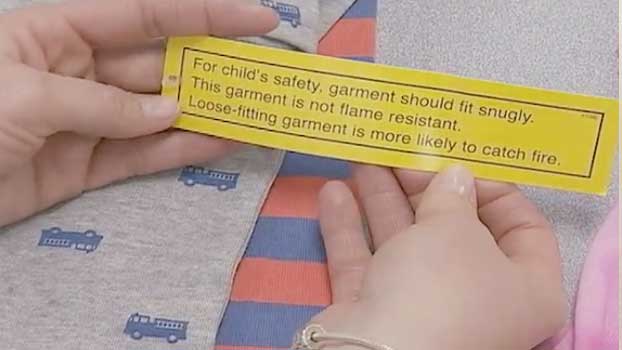 For child's safety, garment should fit snugly.
This garment is not flame resistant.
Loose-fitting garment is more likely to catch fire.